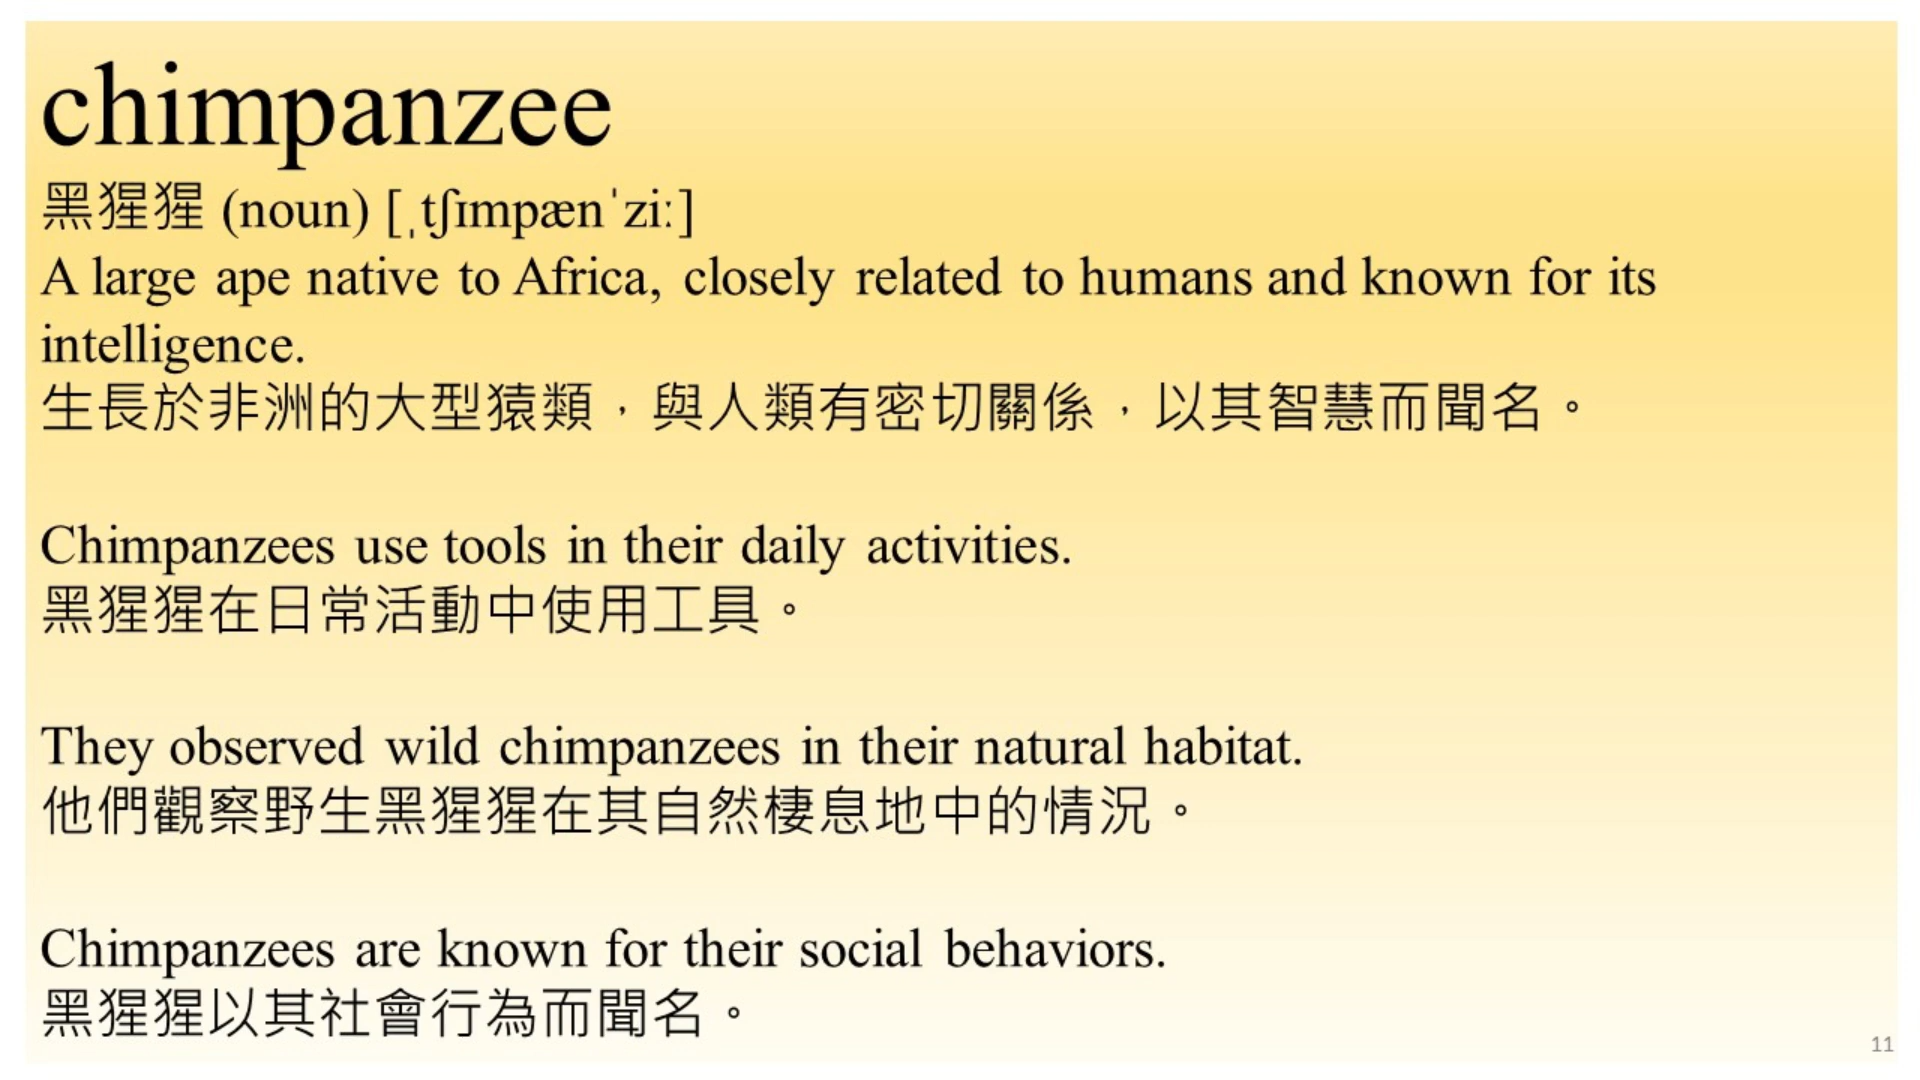 chimpanzee
黑猩猩 (noun) [ˌtʃɪmpænˈziː]
A large ape native to Africa, closely related to humans and known for its
intelligence.
生長於非洲的大型猿類，與人類有密切關係，以其智慧而聞名。
Chimpanzees use tools in their daily activities.
黑猩猩在日常活動中使用工具。
They observed wild chimpanzees in their natural habitat.
他們觀察野生黑猩猩在其自然棲息地中的情況。
Chimpanzees are known for their social behaviors.
黑猩猩以其社會行為而聞名。
11